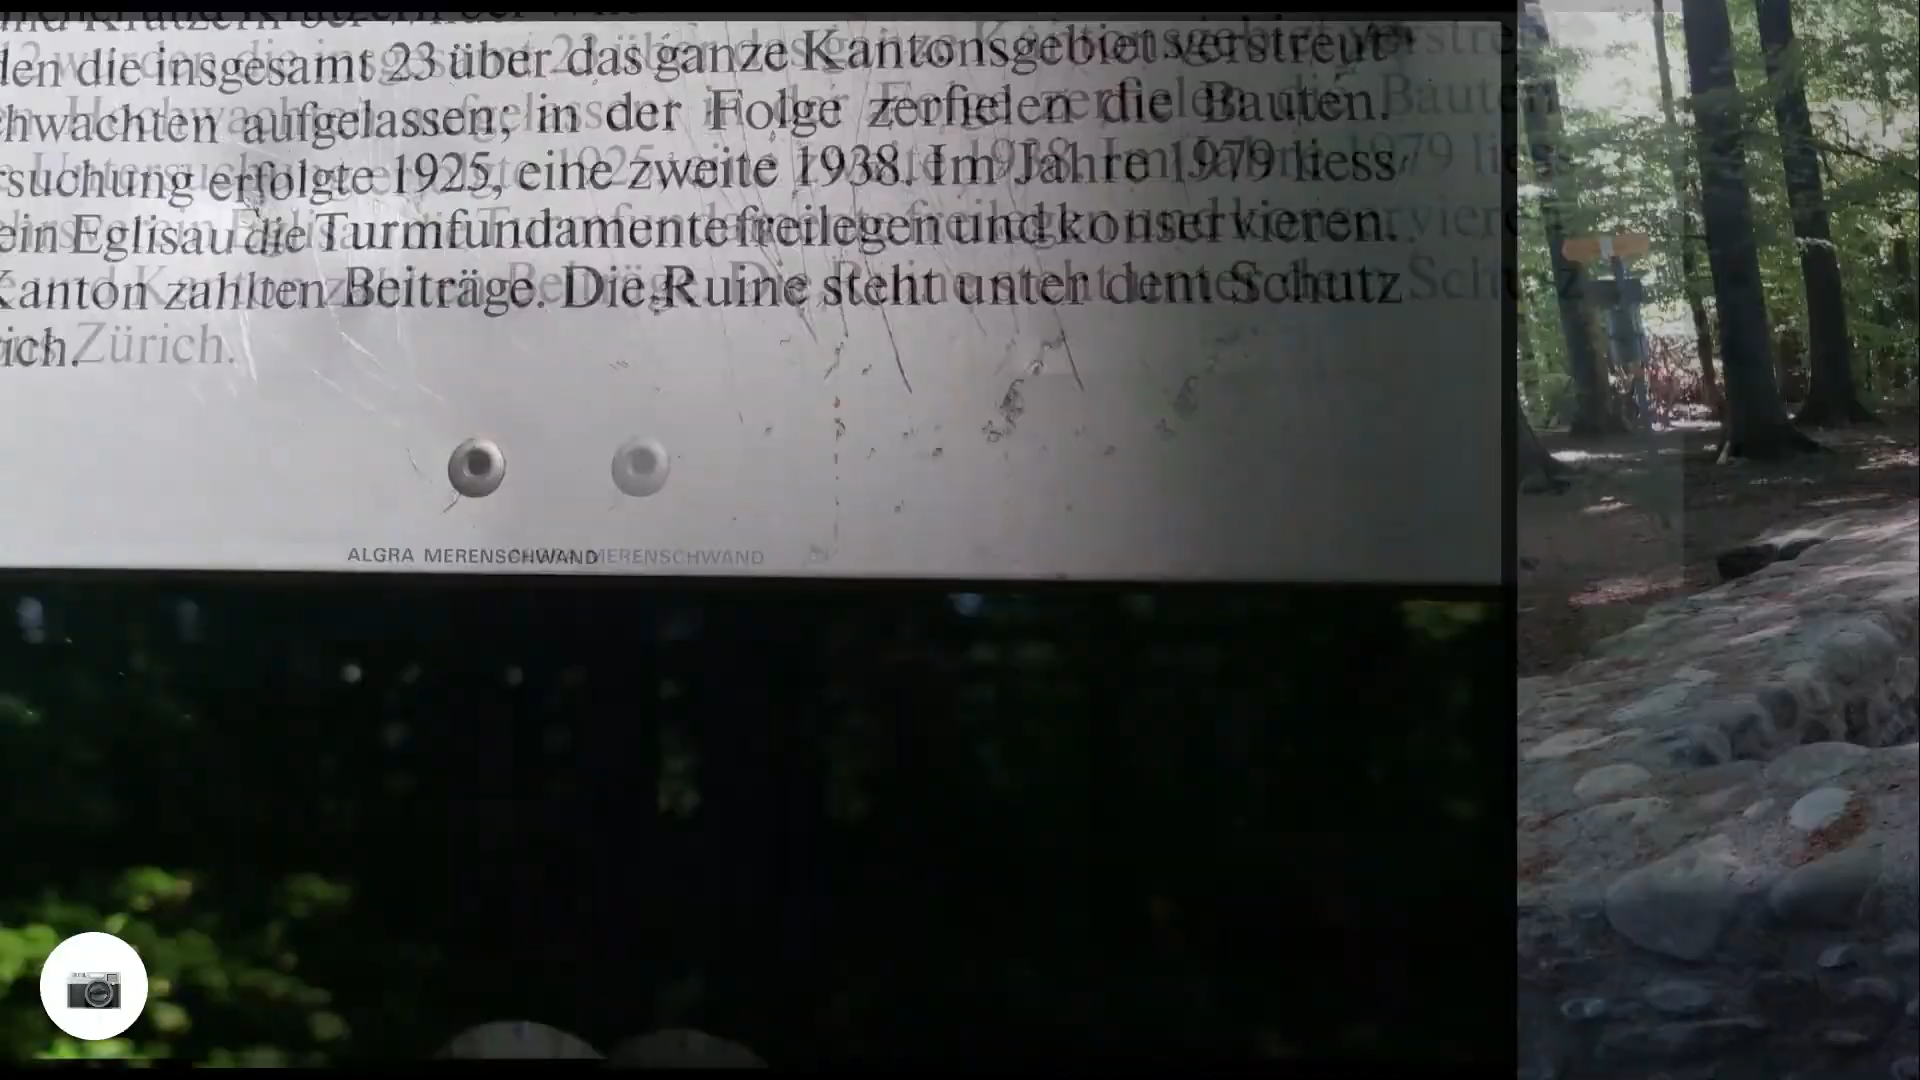 den die insgesamt 23 über das ganze Kantonsgebiet verstreut
hwachten aufgelassen; in der Folge zerfielen die Bauten.
rsuchung erfolgte 1925, eine zweite 1938. Im Jahre 1979 liess
ein Eglisau die Turmfundamente freilegen und konservieren.
Kanton zahlten Beiträge. Die Ruine steht unter dem Schutz
ich. Zürich.
ALGRA MERENSCHWAND